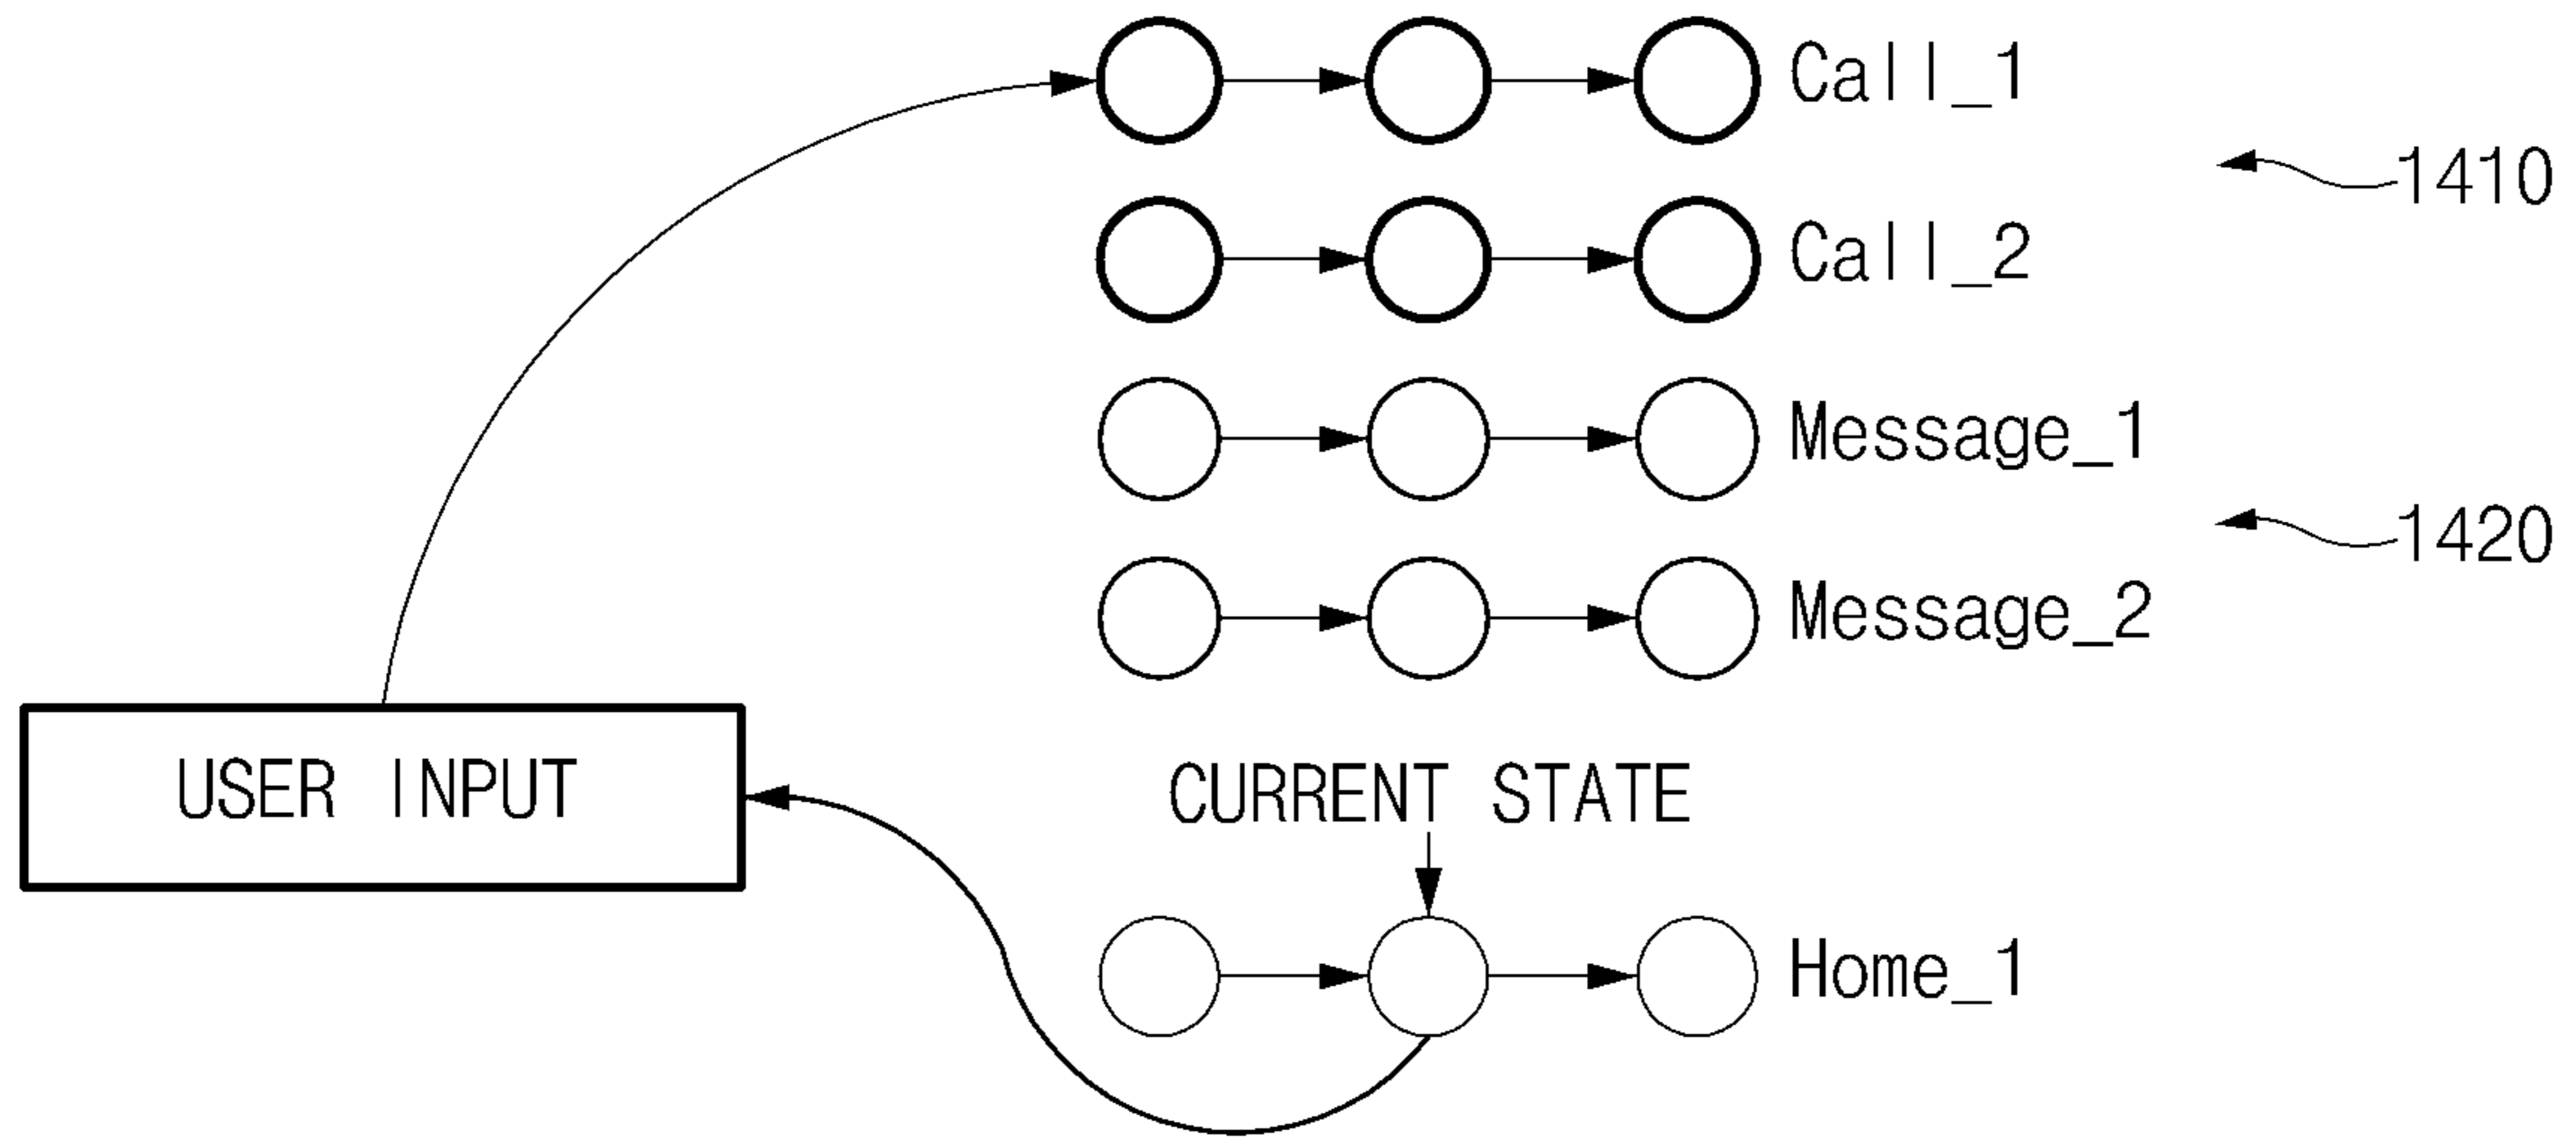 Call_1
1410
Call_2
Message_1
1420
Message_2
USER INPUT
CURRENT STATE
Home_1